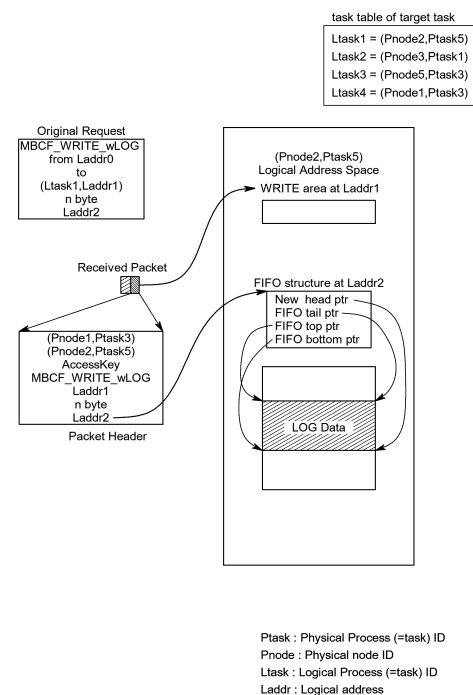 task table of target task
Ltask1 = (Pnode2,Ptask5)
Ltask2 = (Pnode3,Ptask1)
Ltask3 = (Pnode5,Ptask3)
Ltask4 = (Pnode1,Ptask3)
Original Request
MBCF_WRITE_wLOG
from Laddr0
to
(Ltask1,Laddr1)
n byte
Laddr2
(Pnode2,Ptask5)
Logical Address Space
WRITE area at Laddr1
Received Packet
FIFO structure at Laddr2
New head ptr
FIFO tail ptr
FIFO top ptr
FIFO bottom ptr
(Pnode1,Ptask3)
(Pnode2,Ptask5)
AccessKey
MBCF_WRITE_wLOG
Laddr1
n byte
Laddr2
Packet Header
LOG Data
Ptask : Physical Process (=task) ID
Pnode : Physical node ID
Ltask : Logical Process (=task) ID
Laddr : Logical address